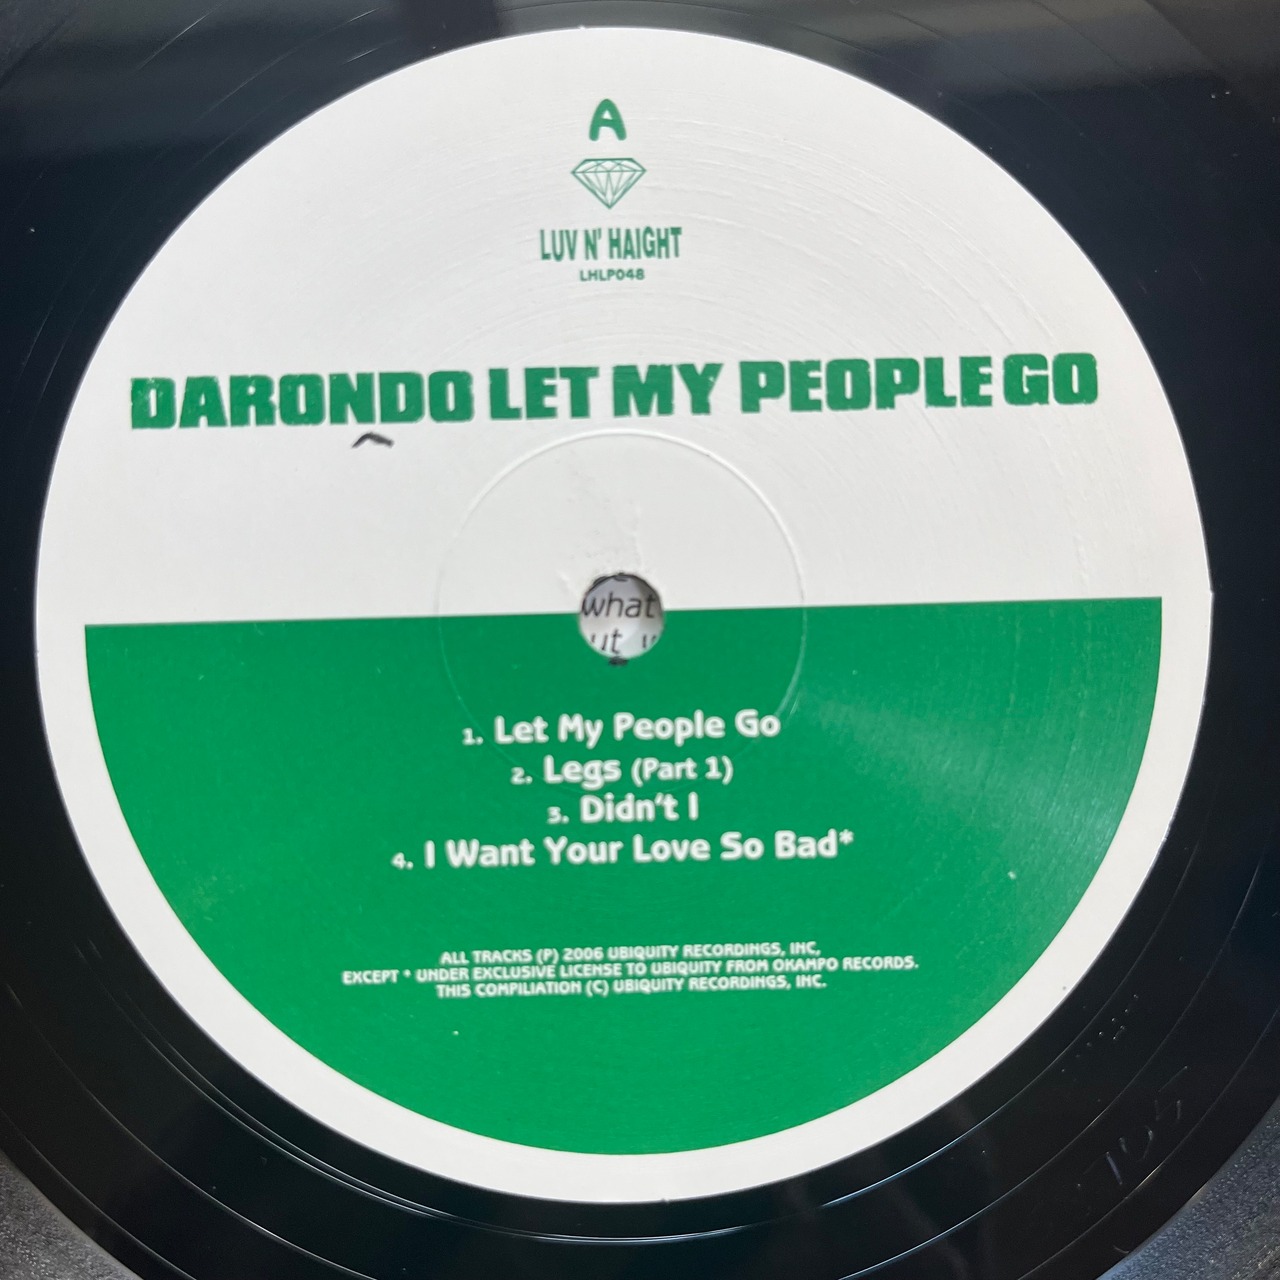 A
LUV N' HAIGHT
LHLP048
DARONDO LET MY PEOPLE GO
what
ut
1. Let My People Go
2. Legs (Part 1)
3. Didn't I
4. I Want Your Love So Bad*
ALL TRACKS (P) 2006 UBIQUITY RECORDINGS, INC,
EXCEPT * UNDER EXCLUSIVE LICENSE TO UBIQUITY FROM OKAMPO RECORDS.
THIS COMPILIATION (C) UBIQUITY RECORDINGS, INC.